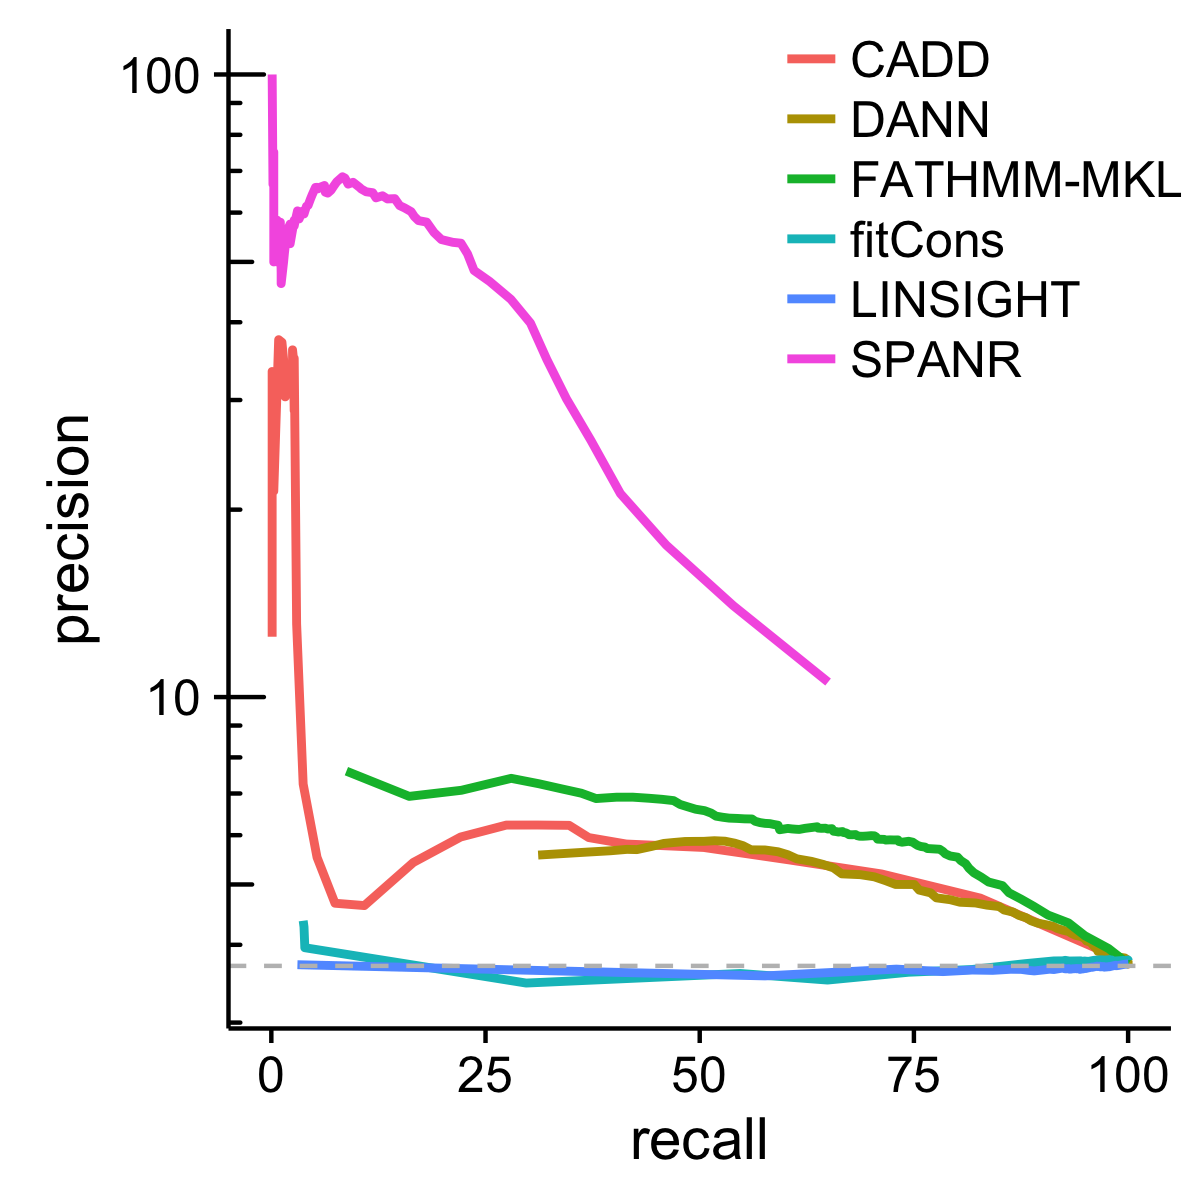 CADD
DANN
FATHMM-MKL
fitCons
LINSIGHT
SPANR
100
10
precision
0 25 50 75 100
recall